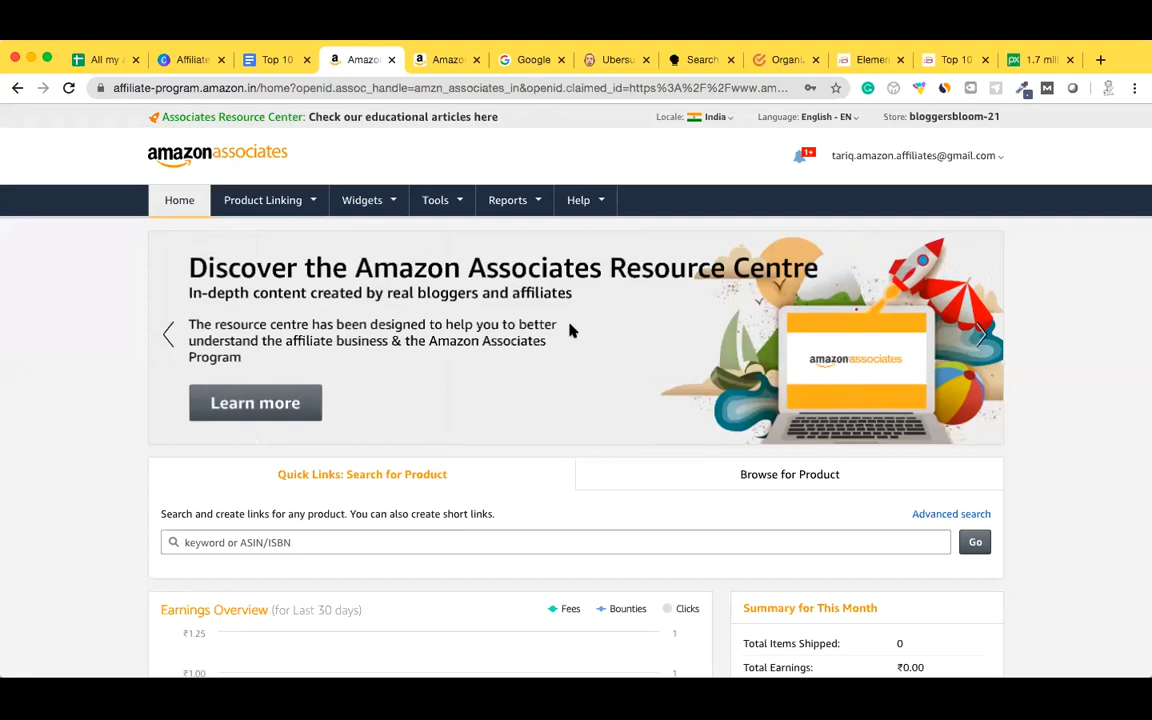 All my
Affiliate
Top 10
Amazo
Amazo
Google
Ubersu
Search
Organi
Elemen
Top 10
1.7 mil
affiliate-program.amazon.in/home?openid.assoc_handle=amzn_associates_in&openid.claimed_id=https%3A%2F%2Fwww.am...
Associates Resource Center: Check our educational articles here
Locale: India
Language: English - EN
Store: bloggersbloom-21
amazonassociates
1+
tariq.amazon.affiliates@gmail.com
Home
Product Linking
Widgets
Tools
Reports
Help
Discover the Amazon Associates Resource Centre
In-depth content created by real bloggers and affiliates
The resource centre has been designed to help you to better
understand the affiliate business & the Amazon Associates
Program
Learn more
amazonassociates
Quick Links: Search for Product
Browse for Product
Search and create links for any product. You can also create short links.
Advanced search
keyword or ASIN/ISBN
Go
Earnings Overview (for Last 30 days)
Fees
Bounties
Clicks
Summary for This Month
₹1.25
1
Total Items Shipped: 0
Total Earnings: ₹0.00
₹1.00
1